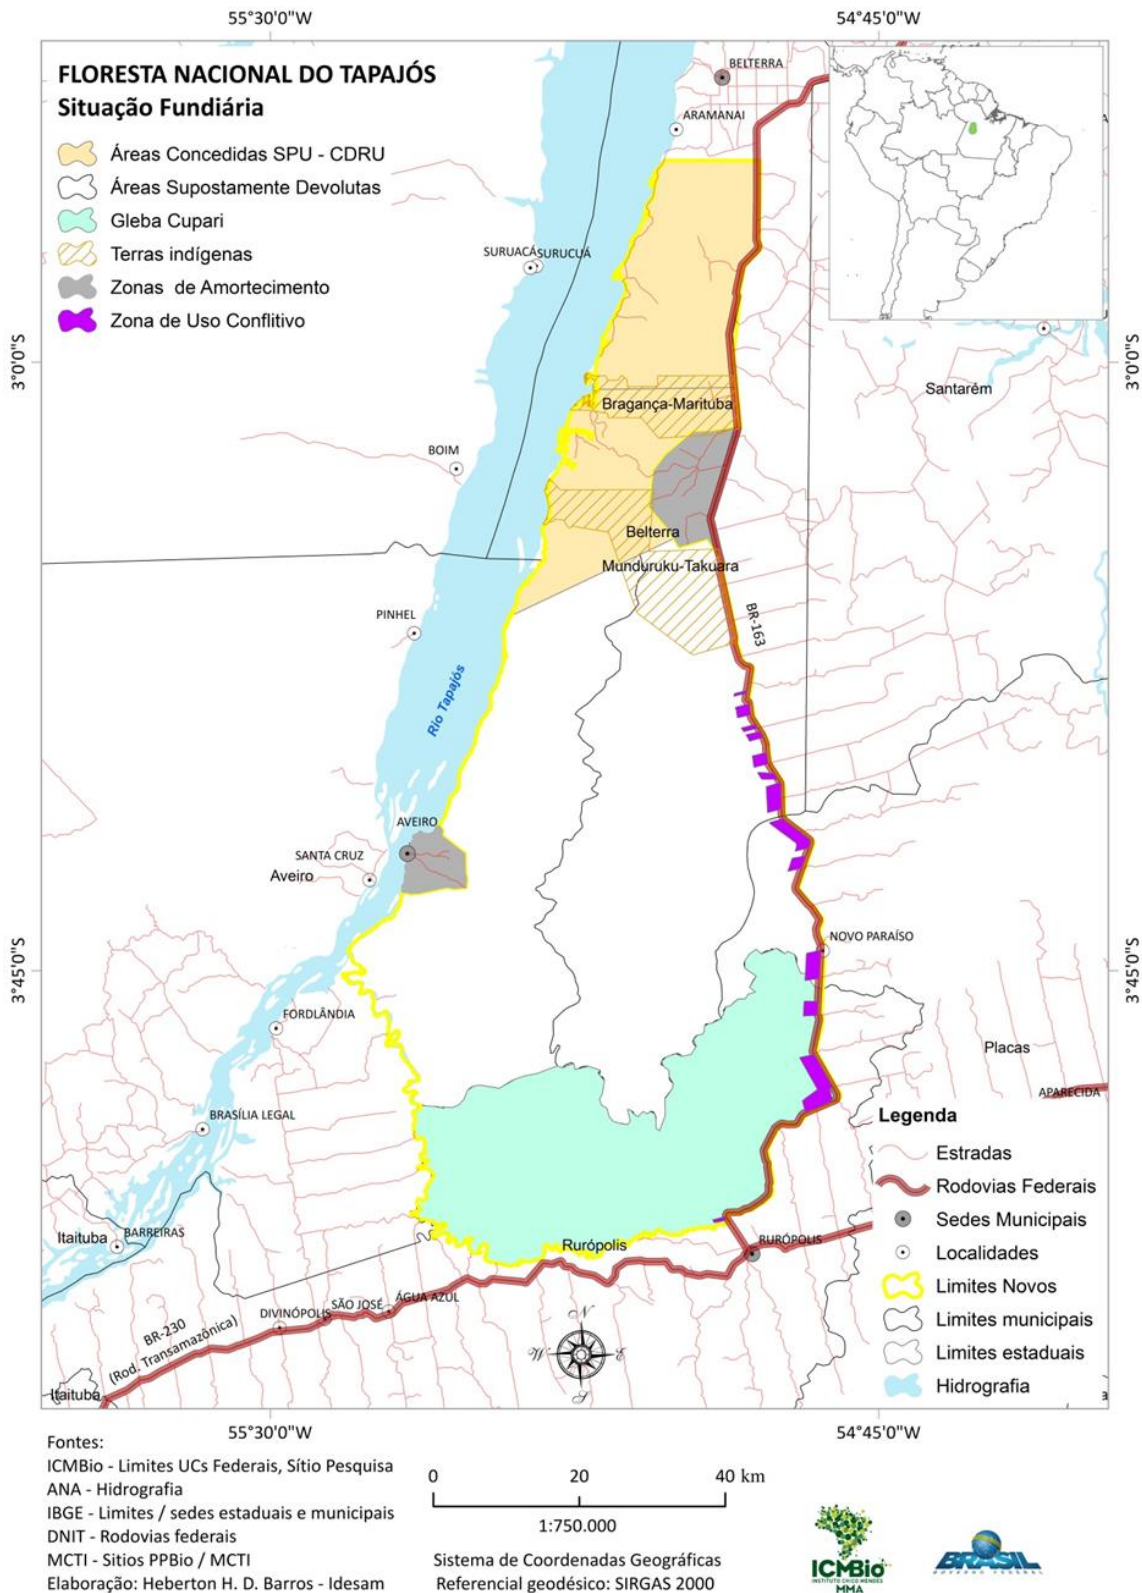 55°30'0"W
54°45'0"W
FLORESTA NACIONAL DO TAPAJÓS
Situação Fundiária
Áreas Concedidas SPU - CDRU
Áreas Supostamente Devolutas
Gleba Cupari
Terras indígenas
Zonas de Amortecimento
Zona de Uso Conflitivo
BELTERRA
ARAMANAI
SURUACÁ
SURUCUÁ
3°0'0"S
3°0'0"S
Santarém
Bragança-Marituba
BOIM
Belterra
Munduruku-Takuara
PINHEL
BR-163
Rio Tapajós
AVEIRO
SANTA CRUZ
Aveiro
NOVO PARAÍSO
3°45'0"S
3°45'0"S
FORDLÂNDIA
Placas
APARECIDA
BRASÍLIA LEGAL
Itaituba
BARREIRAS
Rurópolis
RURÓPOLIS
DIVINÓPOLIS
SÃO JOSÉ
ÁGUA AZUL
BR-230
(Rod. Transamazônica)
Itaituba
N
W
E
S
Legenda
Estradas
Rodovias Federais
Sedes Municipais
Localidades
Limites Novos
Limites municipais
Limites estaduais
Hidrografia
55°30'0"W
54°45'0"W
Fontes:
ICMBio - Limites UCs Federais, Sítio Pesquisa
ANA - Hidrografia
IBGE - Limites / sedes estaduais e municipais
DNIT - Rodovias federais
MCTI - Sitios PPBio / MCTI
Elaboração: Heberton H. D. Barros - Idesam
0 20 40 km
1:750.000
Sistema de Coordenadas Geográficas
Referencial geodésico: SIRGAS 2000
ICMBio
INSTITUTO CHICO MENDES
MMA
BRASIL
GOVERNO FEDERAL